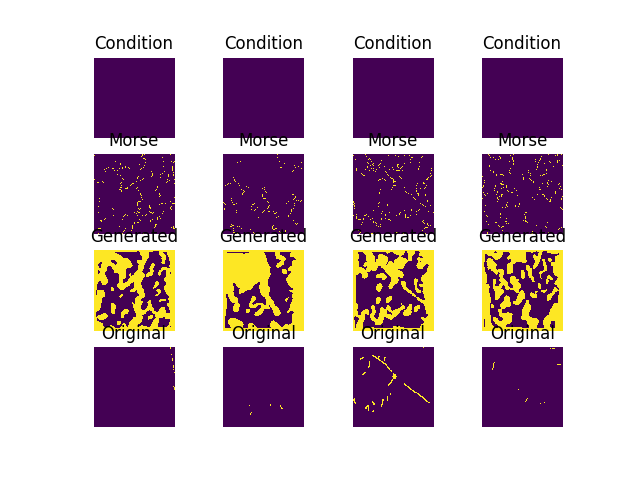 Condition Condition Condition Condition
Morse Morse Morse Morse
Generated Generated Generated Generated
Original Original Original Original